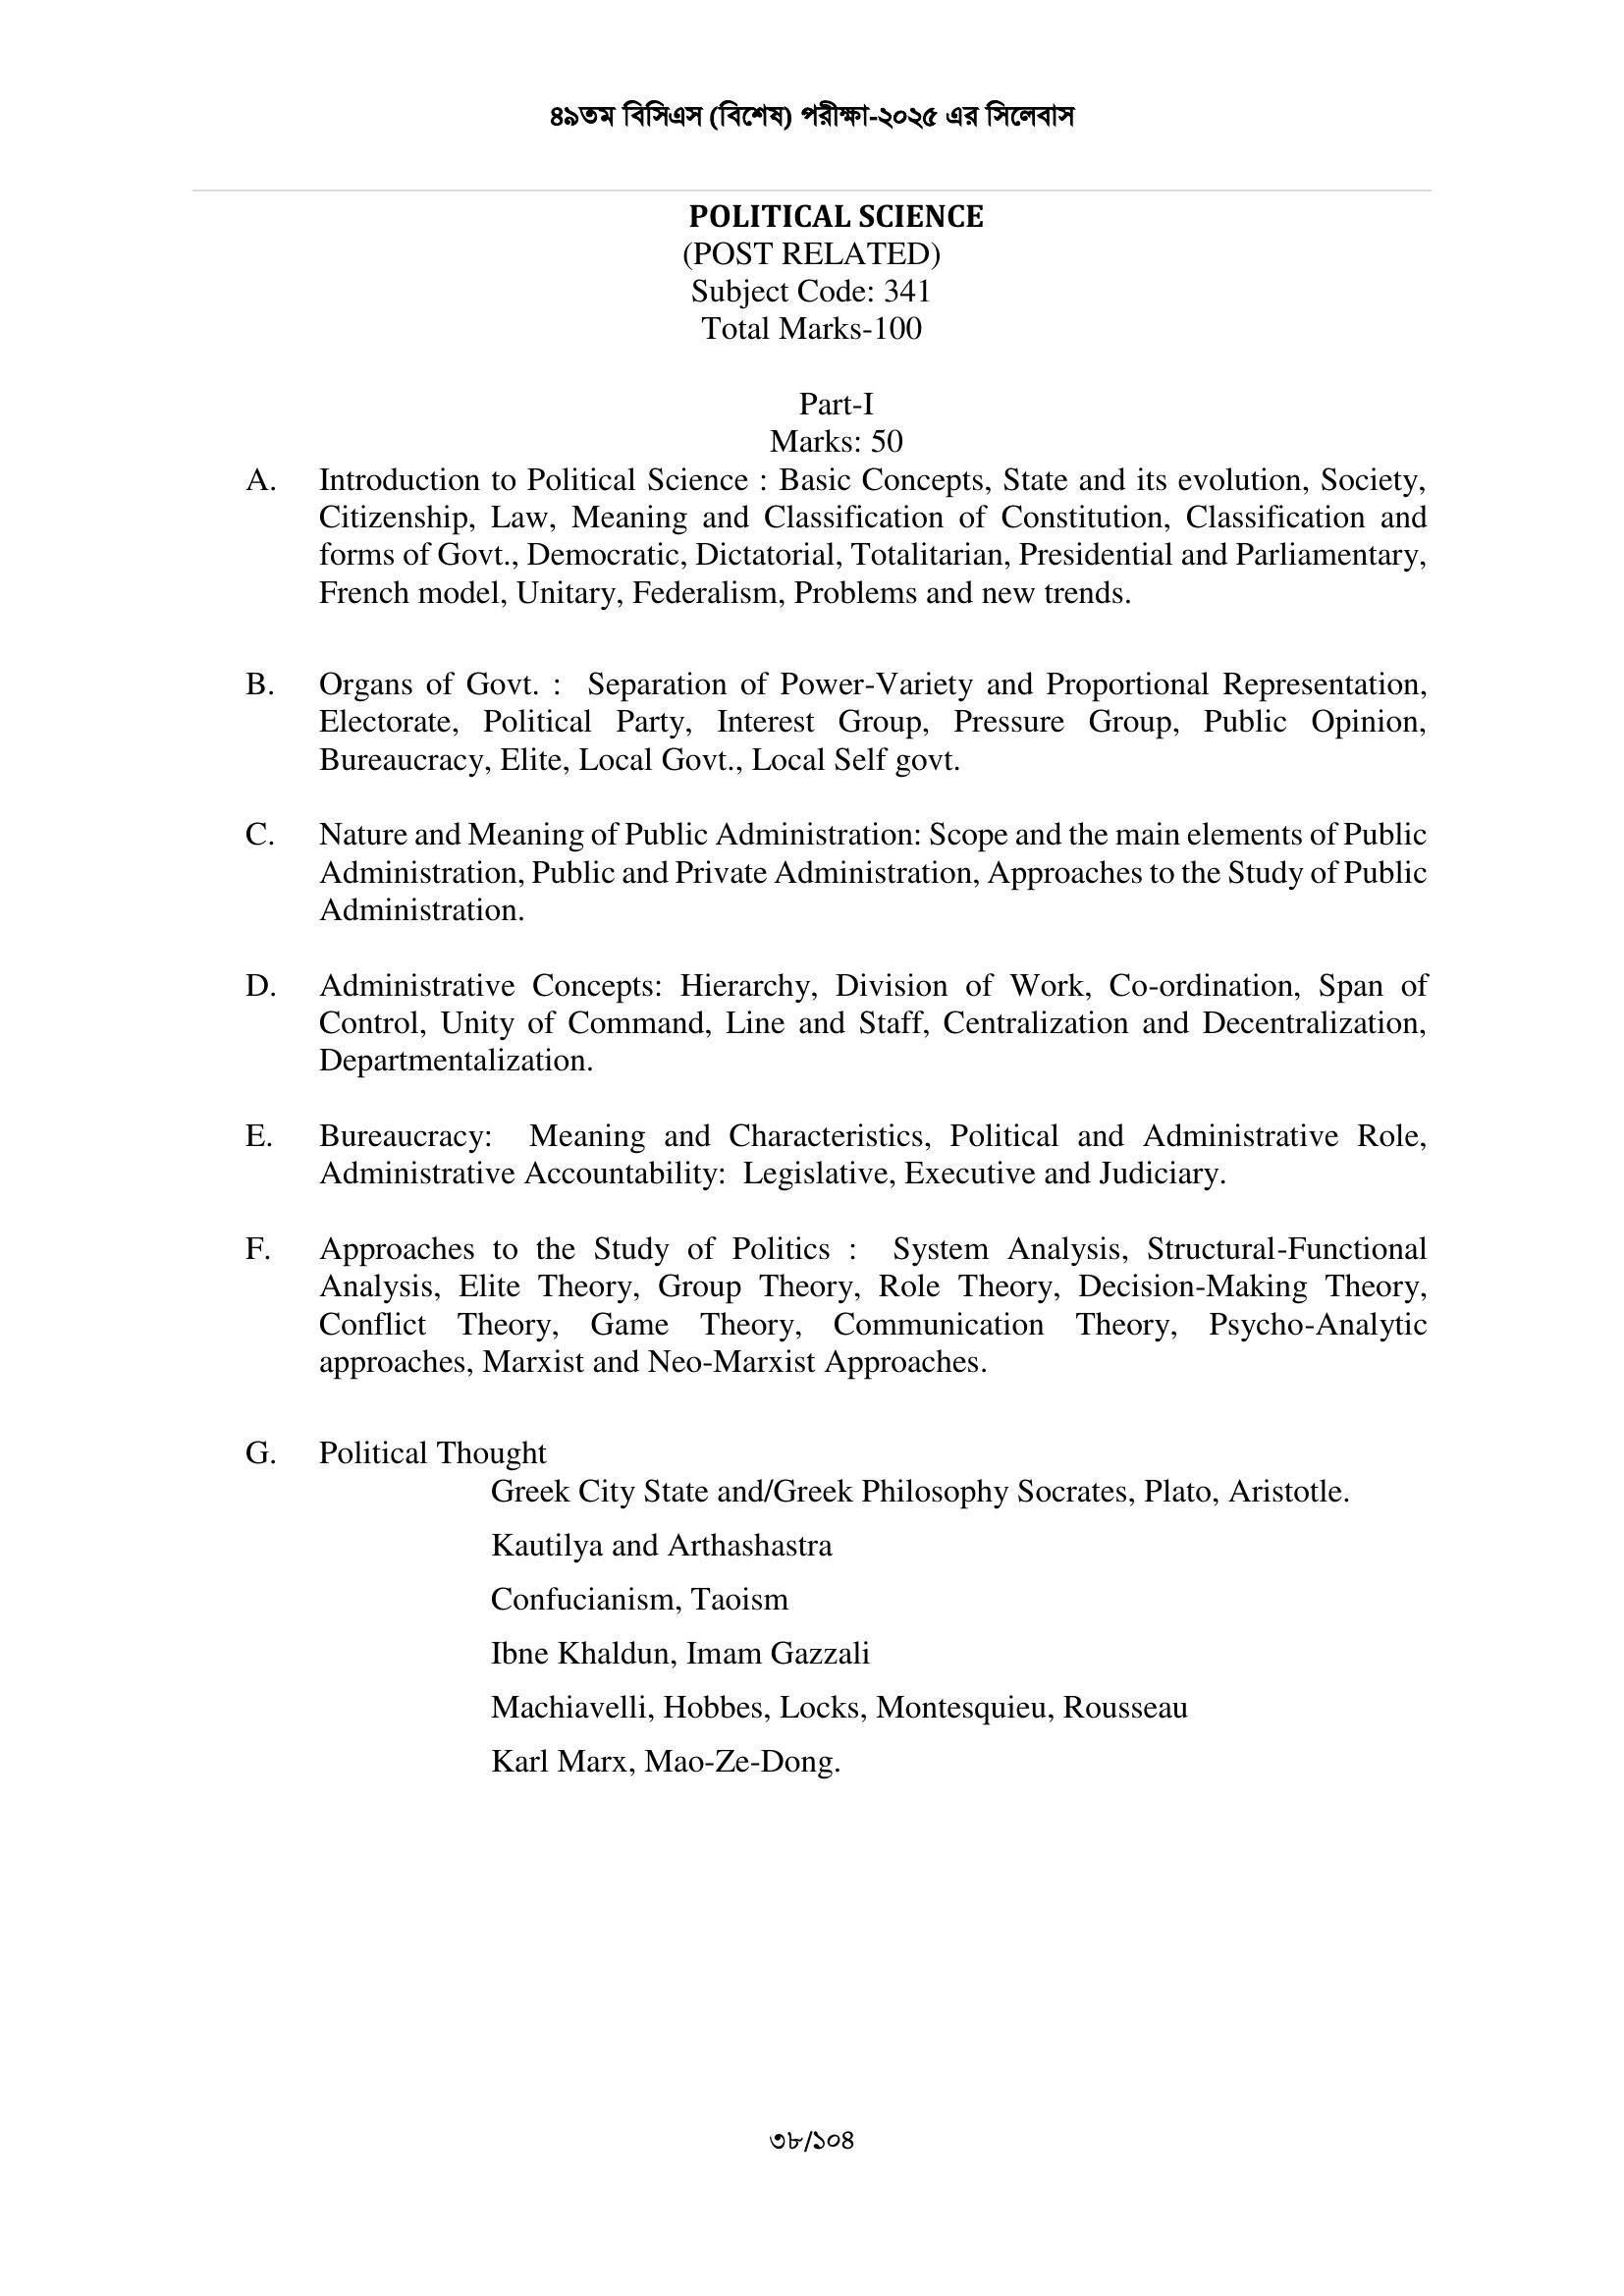 ৪৯তম বিসিএস (বিশেষ) পরীক্ষা-২০২৫ এর সিলেবাস
POLITICAL SCIENCE
(POST RELATED)
Subject Code: 341
Total Marks-100
Part-I
Marks: 50
A. Introduction to Political Science : Basic Concepts, State and its evolution, Society,
Citizenship, Law, Meaning and Classification of Constitution, Classification and
forms of Govt., Democratic, Dictatorial, Totalitarian, Presidential and Parliamentary,
French model, Unitary, Federalism, Problems and new trends.
B. Organs of Govt. : Separation of Power-Variety and Proportional Representation,
Electorate, Political Party, Interest Group, Pressure Group, Public Opinion,
Bureaucracy, Elite, Local Govt., Local Self govt.
C. Nature and Meaning of Public Administration: Scope and the main elements of Public
Administration, Public and Private Administration, Approaches to the Study of Public
Administration.
D. Administrative Concepts: Hierarchy, Division of Work, Co-ordination, Span of
Control, Unity of Command, Line and Staff, Centralization and Decentralization,
Departmentalization.
E. Bureaucracy: Meaning and Characteristics, Political and Administrative Role,
Administrative Accountability: Legislative, Executive and Judiciary.
F. Approaches to the Study of Politics : System Analysis, Structural-Functional
Analysis, Elite Theory, Group Theory, Role Theory, Decision-Making Theory,
Conflict Theory, Game Theory, Communication Theory, Psycho-Analytic
approaches, Marxist and Neo-Marxist Approaches.
G. Political Thought
Greek City State and/Greek Philosophy Socrates, Plato, Aristotle.
Kautilya and Arthashastra
Confucianism, Taoism
Ibne Khaldun, Imam Gazzali
Machiavelli, Hobbes, Locks, Montesquieu, Rousseau
Karl Marx, Mao-Ze-Dong.
৩৮/১০৪